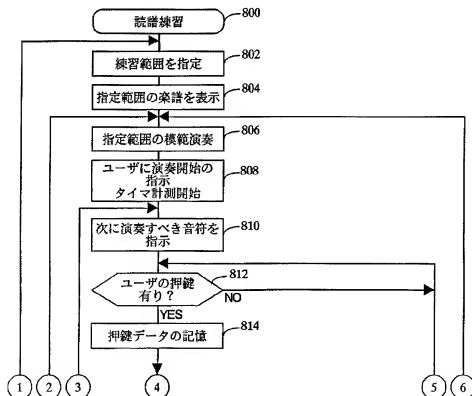 読譜練習
800
練習範囲を指定
802
指定範囲の楽譜を表示
804
指定範囲の模範演奏
806
ユーザに演奏開始の
指示
タイマ計測開始
808
次に演奏すべき音符を
指示
810
ユーザの押鍵
有り？
812
NO
YES
押鍵データの記憶
814
1
2
3
4
5
6